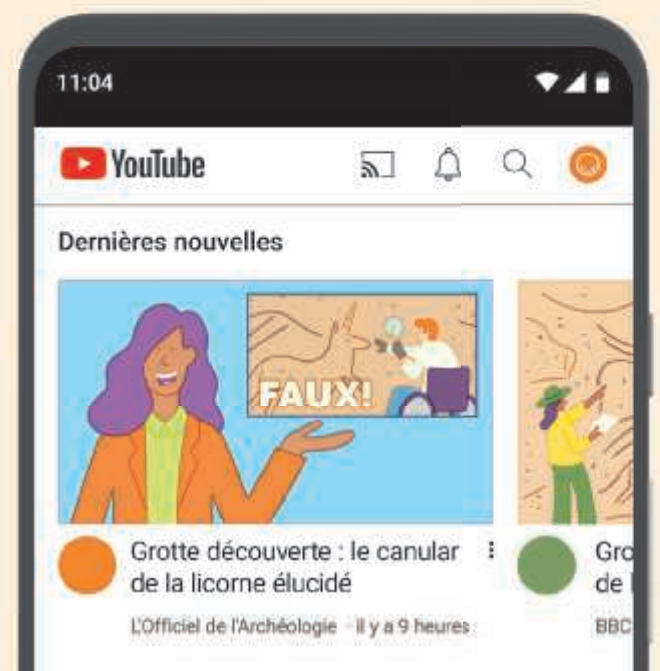 11:04
YouTube
Dernières nouvelles
FAUX!
Grotte découverte : le canular
de la licorne élucidé
L'Officiel de l'Archéologie · il y a 9 heures
Gro
de l
BBC